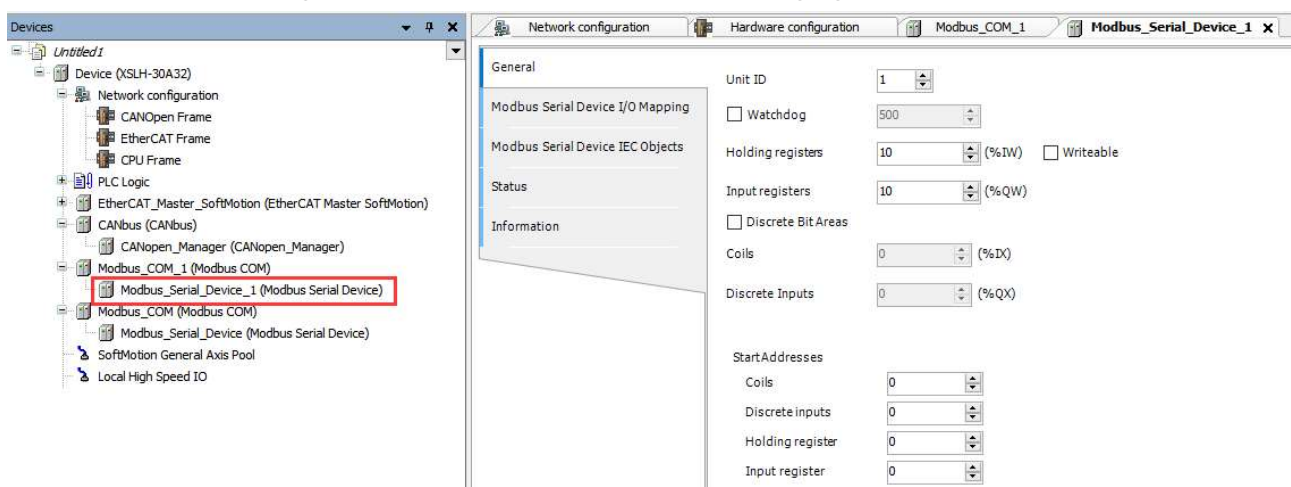 Devices
Untitled1
Device (XSLH-30A32)
Network configuration
CANOpen Frame
EtherCAT Frame
CPU Frame
PLC Logic
EtherCAT_Master_SoftMotion (EtherCAT Master SoftMotion)
CANbus (CANbus)
CANopen_Manager (CANopen_Manager)
Modbus_COM_1 (Modbus COM)
Modbus_Serial_Device_1 (Modbus Serial Device)
Modbus_COM (Modbus COM)
Modbus_Serial_Device (Modbus Serial Device)
SoftMotion General Axis Pool
Local High Speed IO
Network configuration Hardware configuration Modbus_COM_1 Modbus_Serial_Device_1 x
General
Modbus Serial Device I/O Mapping
Modbus Serial Device IEC Objects
Status
Information
Unit ID 1
Watchdog 500
Holding registers 10 (%IW) Writeable
Input registers 10 (%QW)
Discrete Bit Areas
Coils 0 (%IX)
Discrete Inputs 0 (%QX)
Start Addresses
Coils 0
Discrete inputs 0
Holding register 0
Input register 0